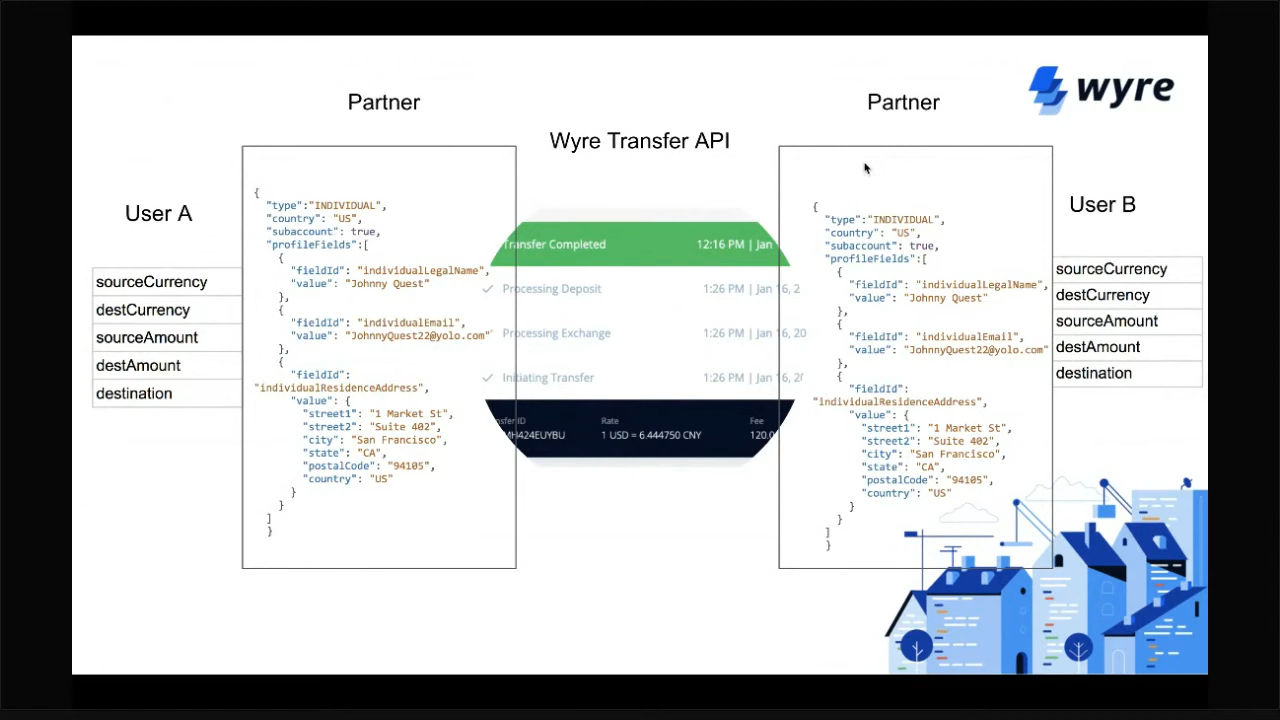 Partner
Partner
wyre
Wyre Transfer API
User A
sourceCurrency
destCurrency
sourceAmount
destAmount
destination
{
"type":"INDIVIDUAL",
"country": "US",
"subaccount": true,
"profileFields":[
{
"fieldId": "individualLegalName",
"value": "Johnny Quest"
},
{
"fieldId": "individualEmail",
"value": "JohnnyQuest22@yolo.com"
},
{
"fieldId":
"individualResidenceAddress",
"value": {
"street1": "1 Market St",
"street2": "Suite 402",
"city": "San Francisco",
"state": "CA",
"postalCode": "94105",
"country": "US"
}
}
]
}
Transfer Completed 12:16 PM | Jan
Processing Deposit 1:26 PM | Jan 16, 2
Processing Exchange 1:26 PM | Jan 16, 20
Initiating Transfer 1:26 PM | Jan 16,
ID Rate Fee
424EUYBU 1 USD = 6.444750 CNY 120.0
{
"type":"INDIVIDUAL",
"country": "US",
"subaccount": true,
"profileFields":[
{
"fieldId": "individualLegalName",
"value": "Johnny Quest"
},
{
"fieldId": "individualEmail",
"value": "JohnnyQuest22@yolo.com"
},
{
"fieldId":
"individualResidenceAddress",
"value": {
"street1": "1 Market St",
"street2": "Suite 402",
"city": "San Francisco",
"state": "CA",
"postalCode": "94105",
"country": "US"
}
}
]
}
User B
sourceCurrency
destCurrency
sourceAmount
destAmount
destination